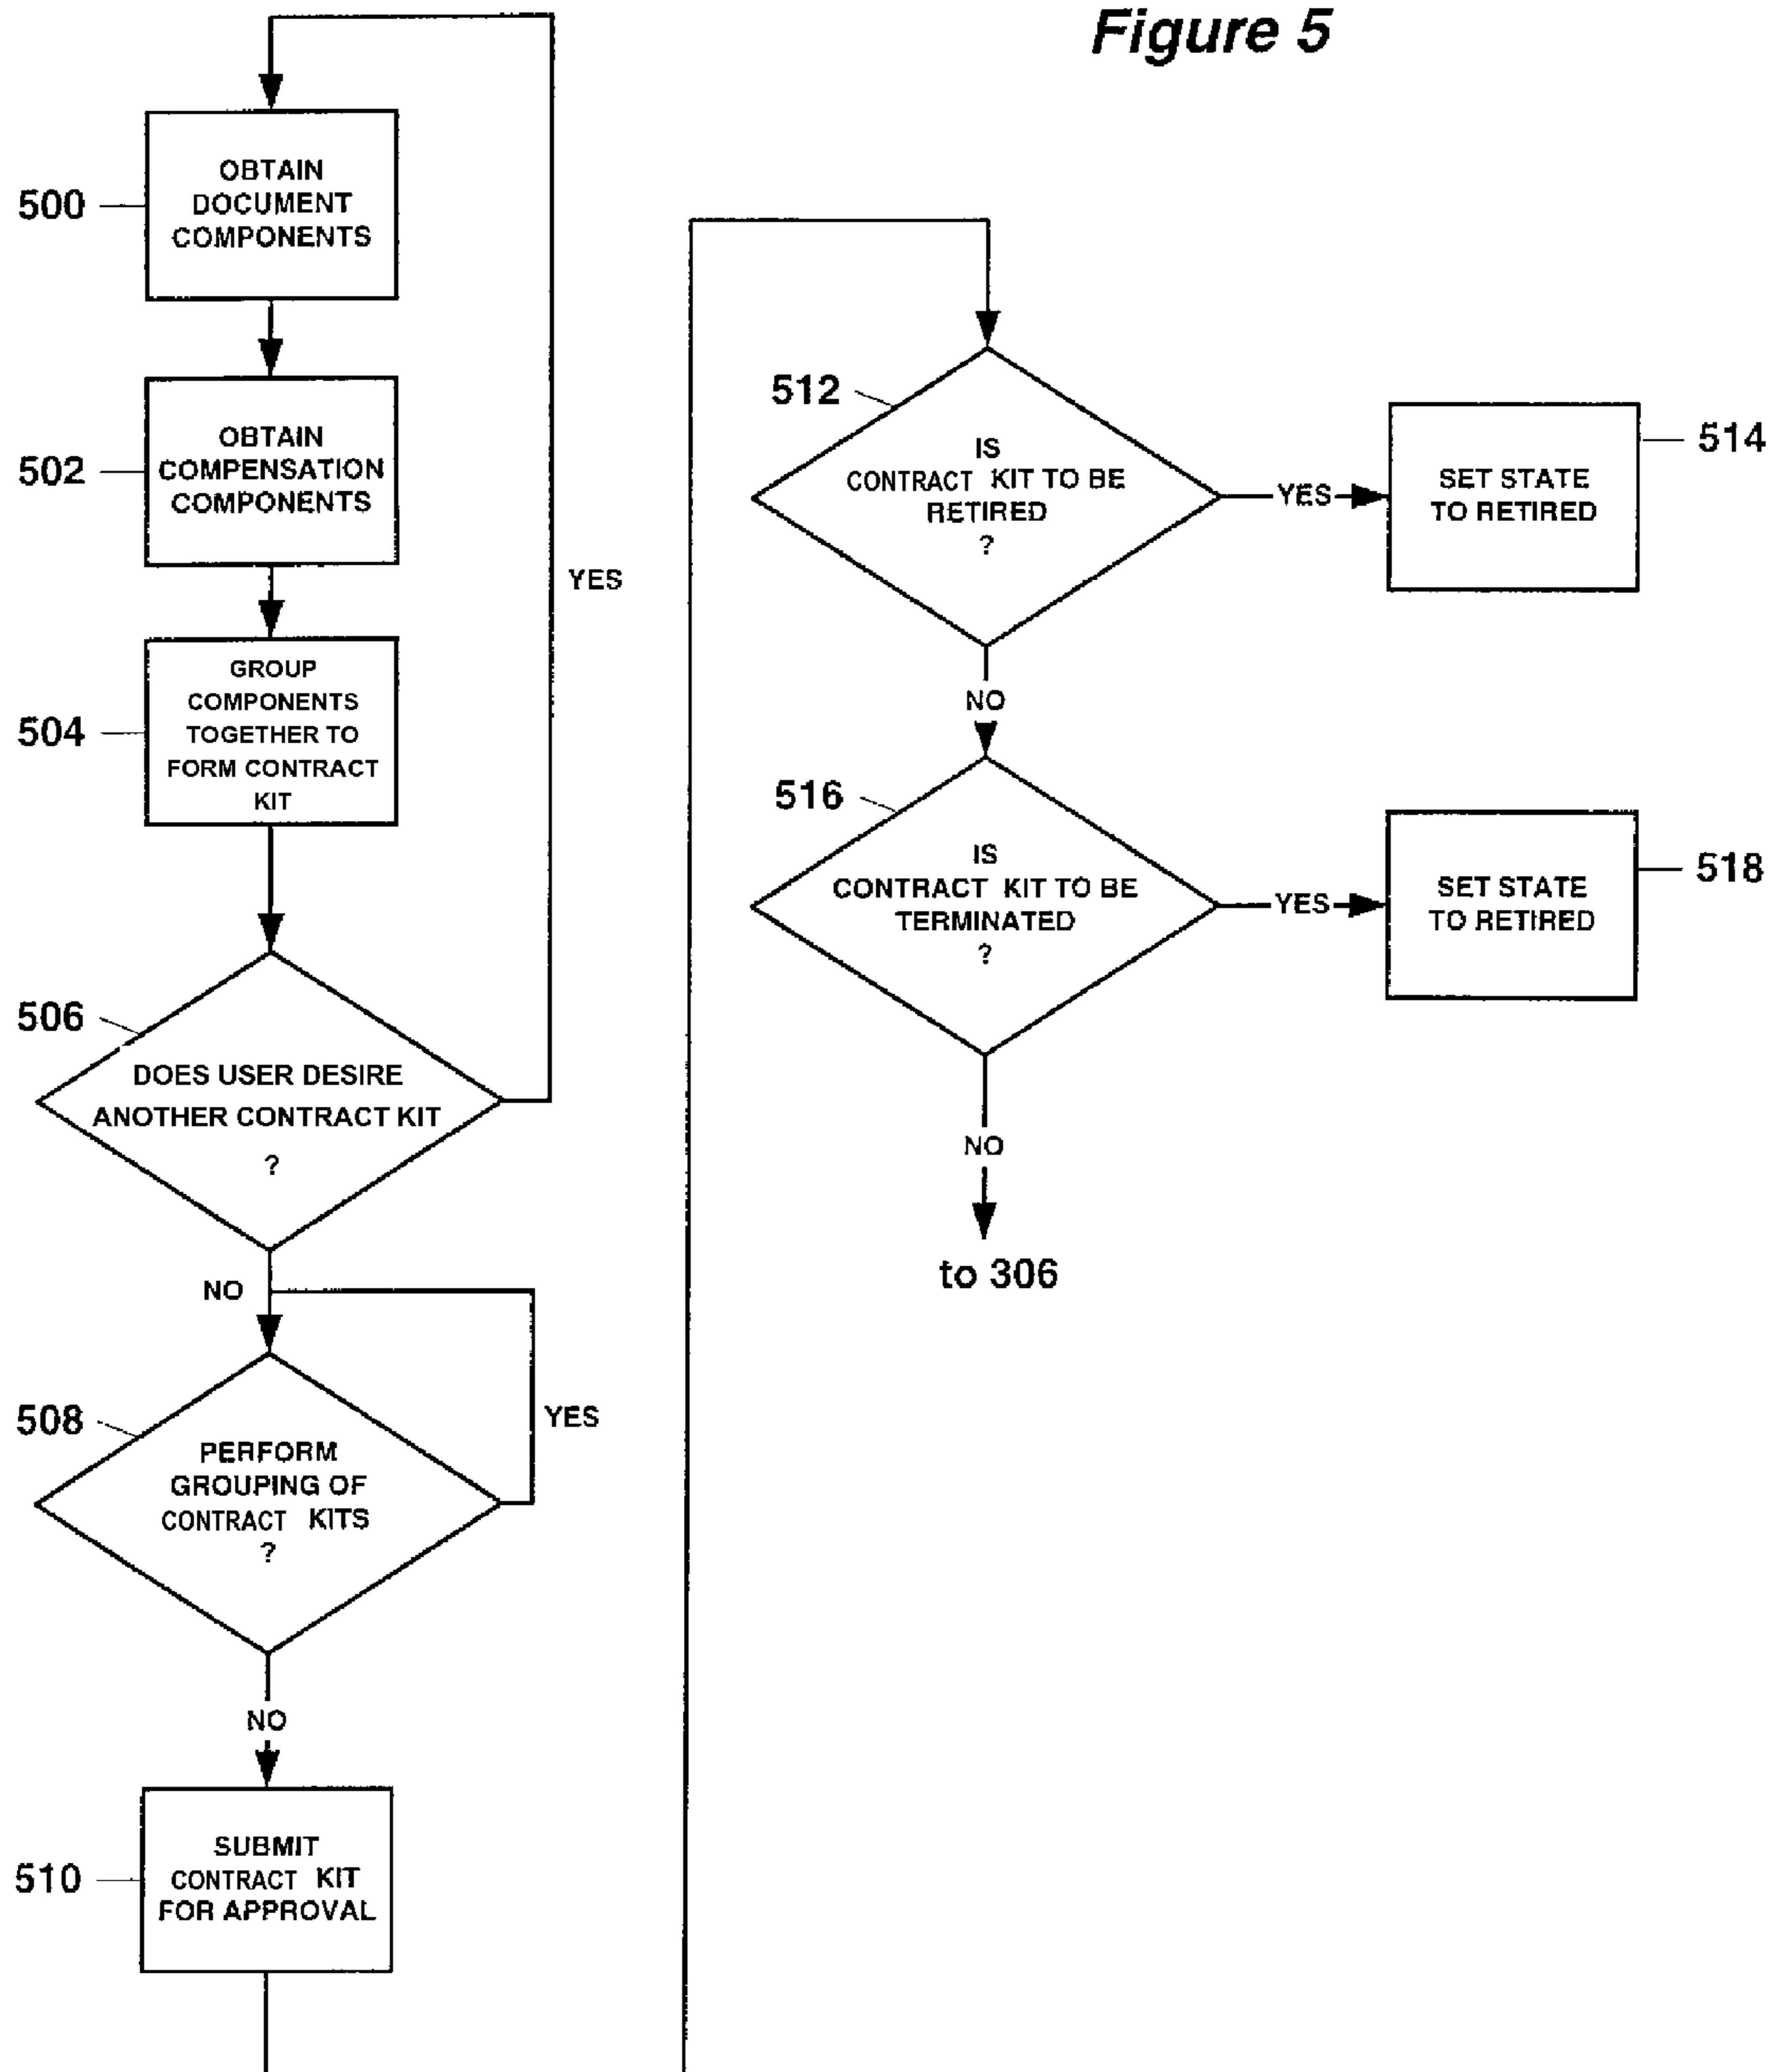 Figure 5
500
OBTAIN
DOCUMENT
COMPONENTS
502
OBTAIN
COMPENSATION
COMPONENTS
504
GROUP
COMPONENTS
TOGETHER TO
FORM CONTRACT
KIT
YES
506
DOES USER DESIRE
ANOTHER CONTRACT KIT
?
NO
508
PERFORM
GROUPING OF
CONTRACT KITS
?
YES
NO
510
SUBMIT
CONTRACT KIT
FOR APPROVAL
512
IS
CONTRACT KIT TO BE
RETIRED
?
YES
514
SET STATE
TO RETIRED
NO
516
IS
CONTRACT KIT TO BE
TERMINATED
?
YES
518
SET STATE
TO RETIRED
NO
to 306